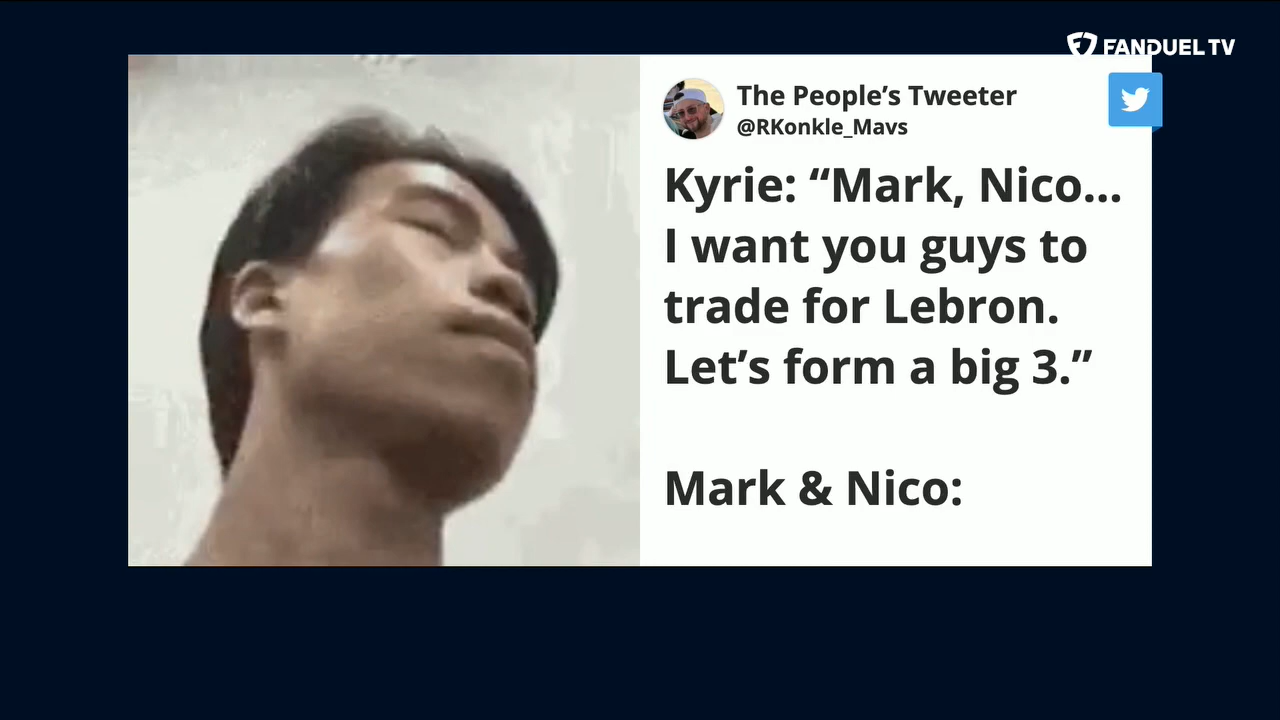 FANDUEL TV
The People’s Tweeter
@RKonkle_Mavs
Kyrie: “Mark, Nico...
I want you guys to
trade for Lebron.
Let’s form a big 3.”
Mark & Nico: